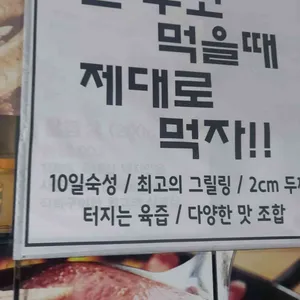 먹을때
제대로
먹자!!
10일숙성 / 최고의 그릴링 / 2cm 두
터지는 육즙 / 다양한 맛 조합